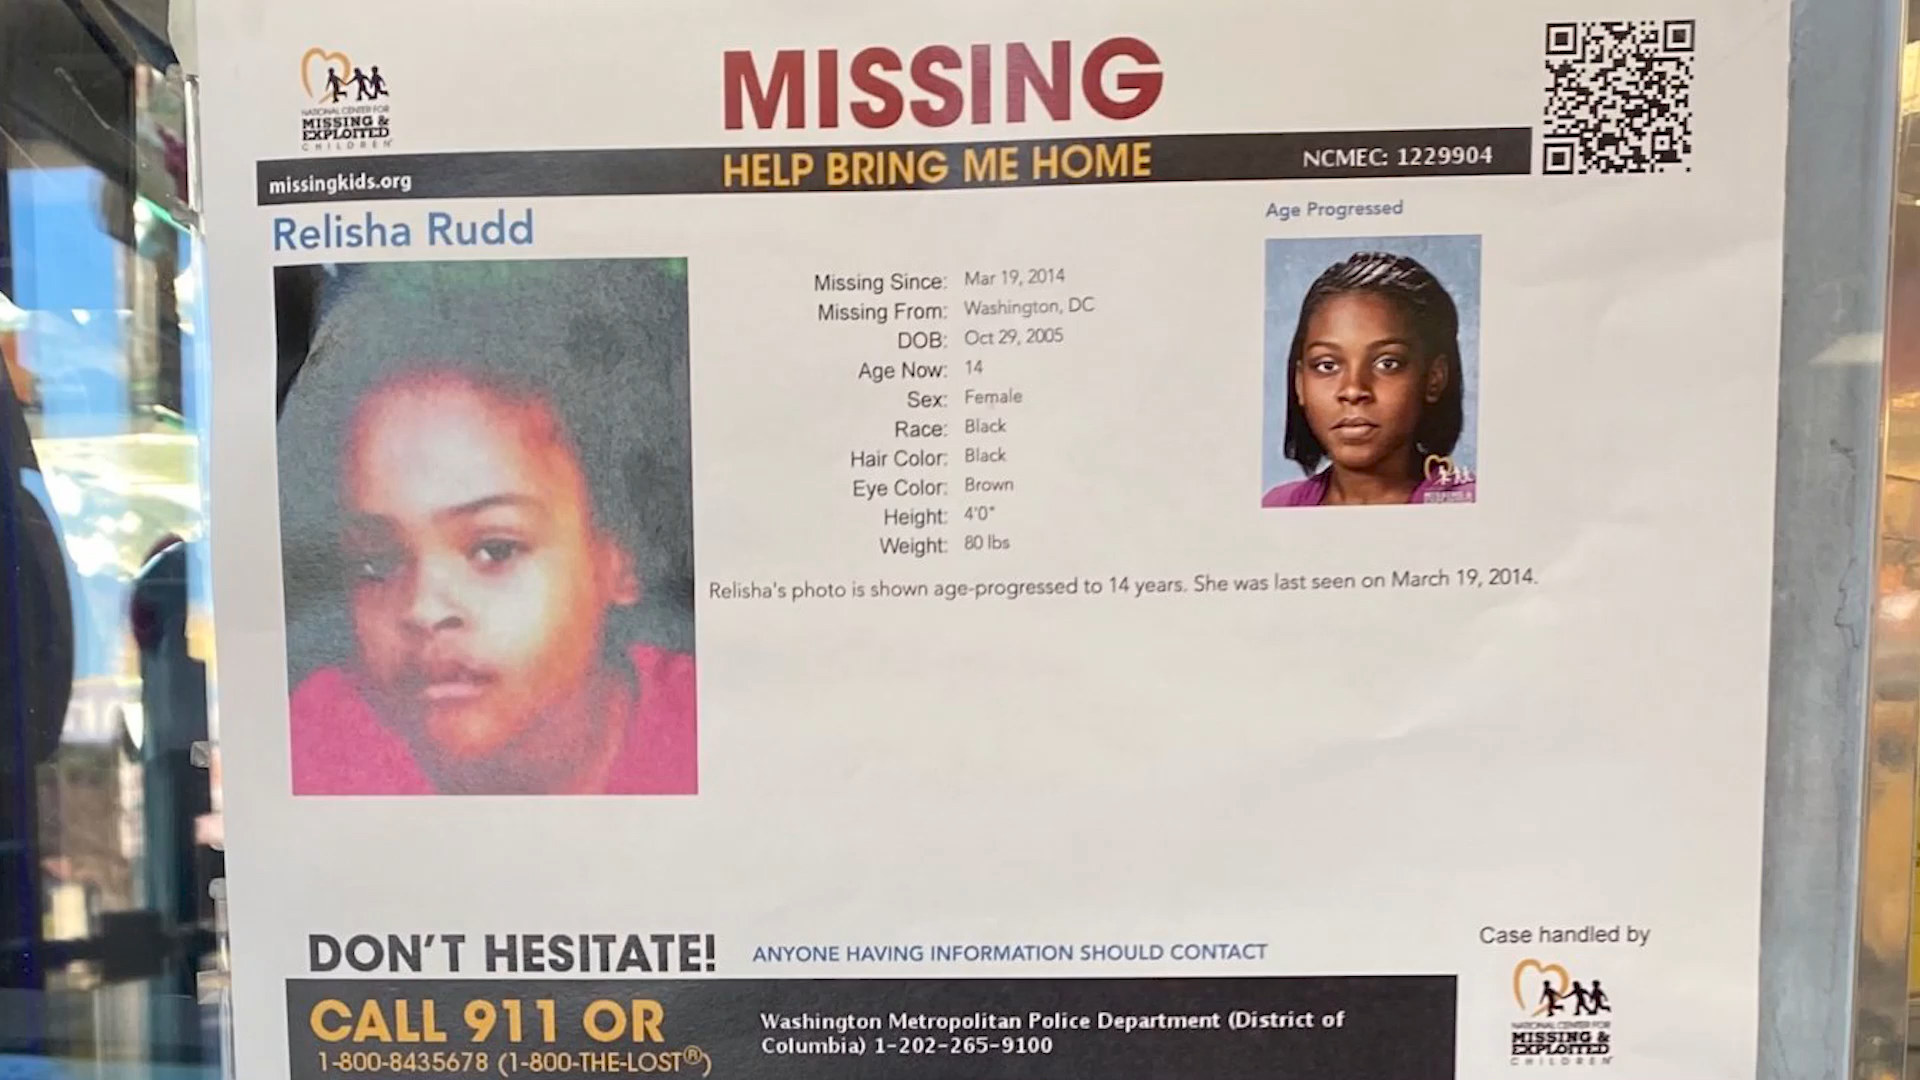 NATIONAL CENTER FOR
MISSING &
EXPLOITED
CHILDREN
MISSING
missingkids.org
HELP BRING ME HOME
NCMEC: 1229904
Relisha Rudd
Age Progressed
Missing Since: Mar 19, 2014
Missing From: Washington, DC
DOB: Oct 29, 2005
Age Now: 14
Sex: Female
Race: Black
Hair Color: Black
Eye Color: Brown
Height: 4'0"
Weight: 80 lbs
Relisha's photo is shown age-progressed to 14 years. She was last seen on March 19, 2014.
DON'T HESITATE!
ANYONE HAVING INFORMATION SHOULD CONTACT
CALL 911 OR
1-800-8435678 (1-800-THE-LOST®)
Washington Metropolitan Police Department (District of
Columbia) 1-202-265-9100
Case handled by
NATIONAL CENTER FOR
MISSING &
EXPLOITED
CHILDREN